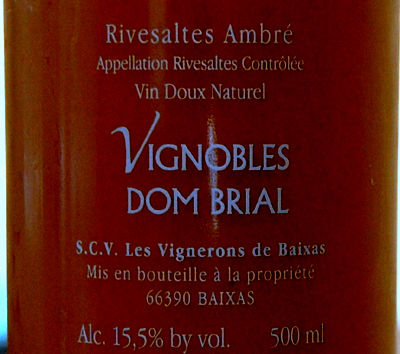 Rivesaltes Ambré
Appellation Rivesaltes Contrôlée
Vin Doux Naturel
VIGNOBLES
DOM BRIAL
S.C.V. Les Vignerons de Baixas
Mis en bouteille à la propriété
66390 BAIXAS
Alc. 15,5% by vol. 500 ml